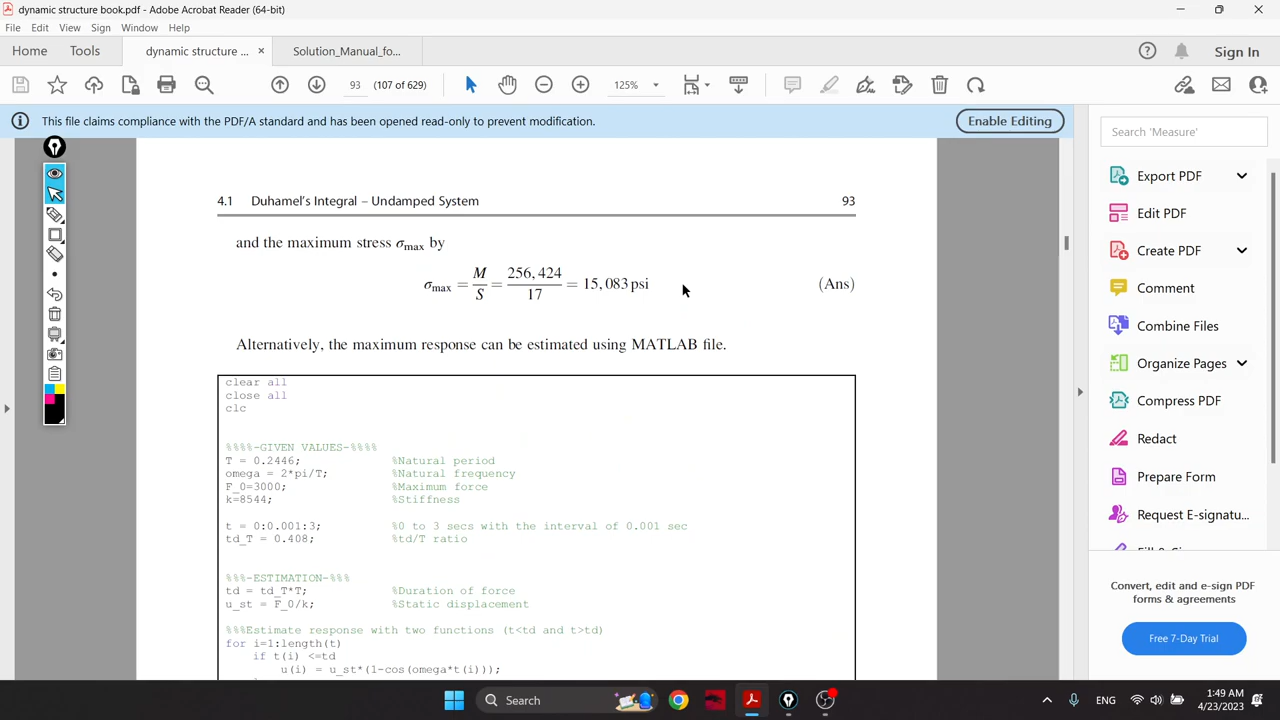 dynamic structure book.pdf - Adobe Acrobat Reader (64-bit)
File Edit View Sign Window Help
Home Tools dynamic structure ... × Solution_Manual_fo... Sign In
93 (107 of 629) 125%
This file claims compliance with the PDF/A standard and has been opened read-only to prevent modification. Enable Editing
Search 'Measure'
Export PDF
Edit PDF
Create PDF
Comment
Combine Files
Organize Pages
Compress PDF
Redact
Prepare Form
Request E-signatu...
Convert, edit and e-sign PDF
forms & agreements
Free 7-Day Trial
4.1 Duhamel's Integral – Undamped System 93
and the maximum stress σmax by
σmax = M/S = 256,424/17 = 15,083 psi (Ans)
Alternatively, the maximum response can be estimated using MATLAB file.
clear all
close all
clc
%%%%-GIVEN VALUES-%%%%
T = 0.2446; %Natural period
omega = 2*pi/T; %Natural frequency
F_0=3000; %Maximum force
k=8544; %Stiffness
t = 0:0.001:3; %0 to 3 secs with the interval of 0.001 sec
td_T = 0.408; %td/T ratio
%%%-ESTIMATION-%%%
td = td_T*T; %Duration of force
u_st = F_0/k; %Static displacement
%%%Estimate response with two functions (t<td and t>td)
for i=1:length(t)
if t(i) <=td
u(i) = u_st*(1-cos(omega*t(i)));
Search
ENG
1:49 AM
4/23/2023